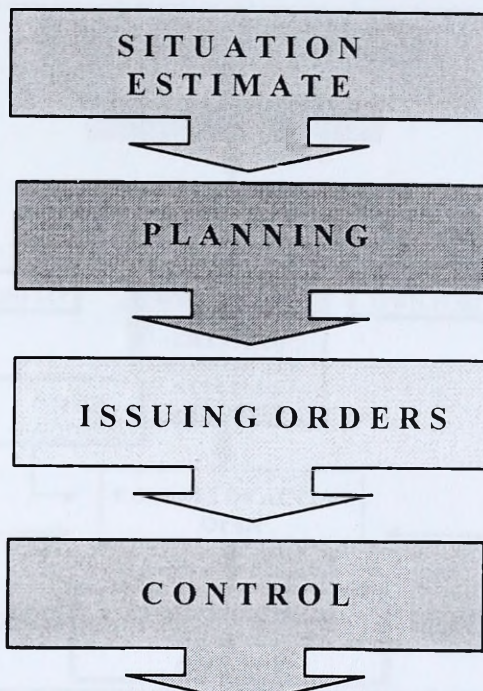 SITUATION
ESTIMATE
PLANNING
ISSUING ORDERS
CONTROL